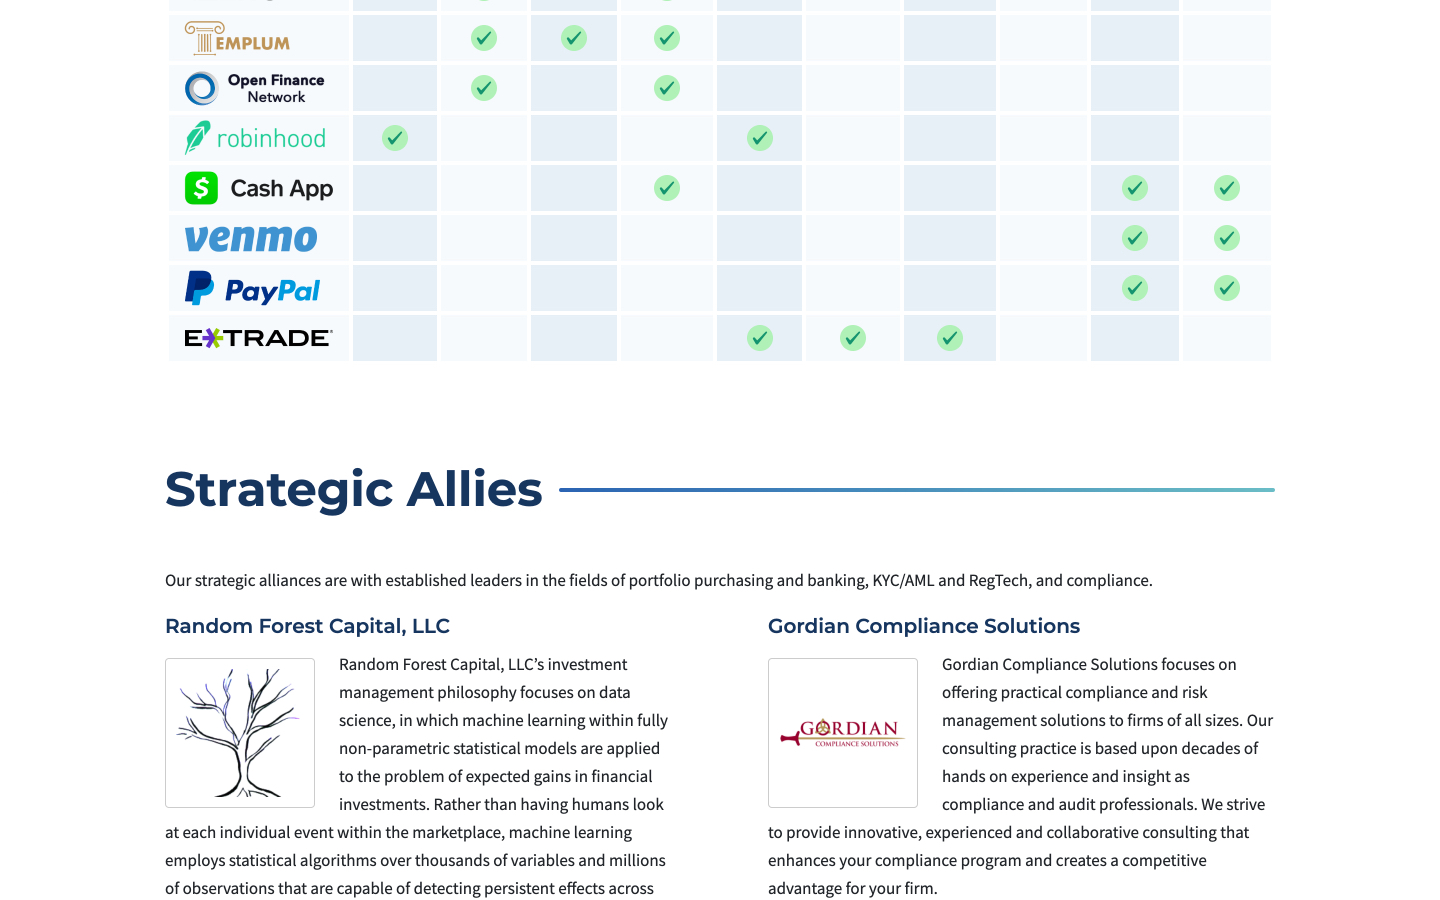 TEMPLUM
Open Finance
Network
robinhood
$ Cash App
venmo
PayPal
E*TRADE
Strategic Allies
Our strategic alliances are with established leaders in the fields of portfolio purchasing and banking, KYC/AML and RegTech, and compliance.
Random Forest Capital, LLC
Random Forest Capital, LLC’s investment
management philosophy focuses on data
science, in which machine learning within fully
non-parametric statistical models are applied
to the problem of expected gains in financial
investments. Rather than having humans look
at each individual event within the marketplace, machine learning
employs statistical algorithms over thousands of variables and millions
of observations that are capable of detecting persistent effects across
Gordian Compliance Solutions
GORDIAN
COMPLIANCE SOLUTIONS
Gordian Compliance Solutions focuses on
offering practical compliance and risk
management solutions to firms of all sizes. Our
consulting practice is based upon decades of
hands on experience and insight as
compliance and audit professionals. We strive
to provide innovative, experienced and collaborative consulting that
enhances your compliance program and creates a competitive
advantage for your firm.